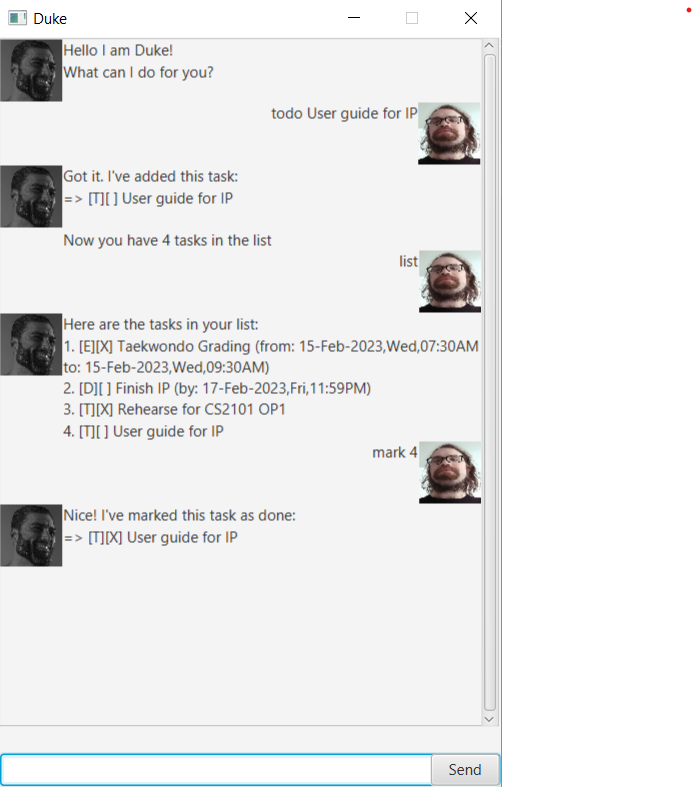 Duke
Hello I am Duke!
What can I do for you?
todo User guide for IP
Got it. I've added this task:
=> [T][ ] User guide for IP
Now you have 4 tasks in the list
list
Here are the tasks in your list:
1. [E][X] Taekwondo Grading (from: 15-Feb-2023,Wed,07:30AM
to: 15-Feb-2023,Wed,09:30AM)
2. [D][ ] Finish IP (by: 17-Feb-2023,Fri,11:59PM)
3. [T][X] Rehearse for CS2101 OP1
4. [T][ ] User guide for IP
mark 4
Nice! I've marked this task as done:
=> [T][X] User guide for IP
Send